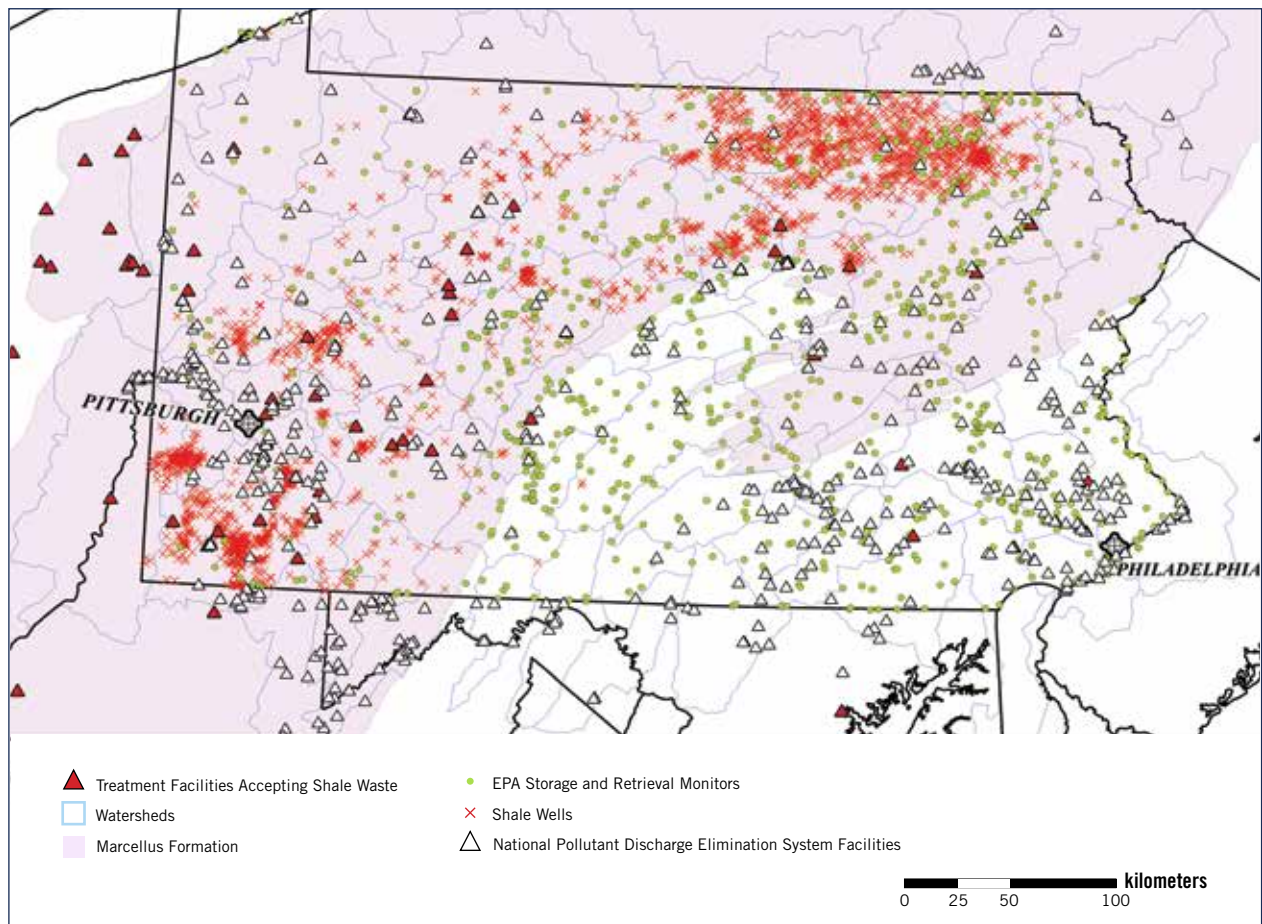 PITTSBURGH
PHILADELPHIA
Treatment Facilities Accepting Shale Waste
Watersheds
Marcellus Formation
EPA Storage and Retrieval Monitors
Shale Wells
National Pollutant Discharge Elimination System Facilities
kilometers
0 25 50 100